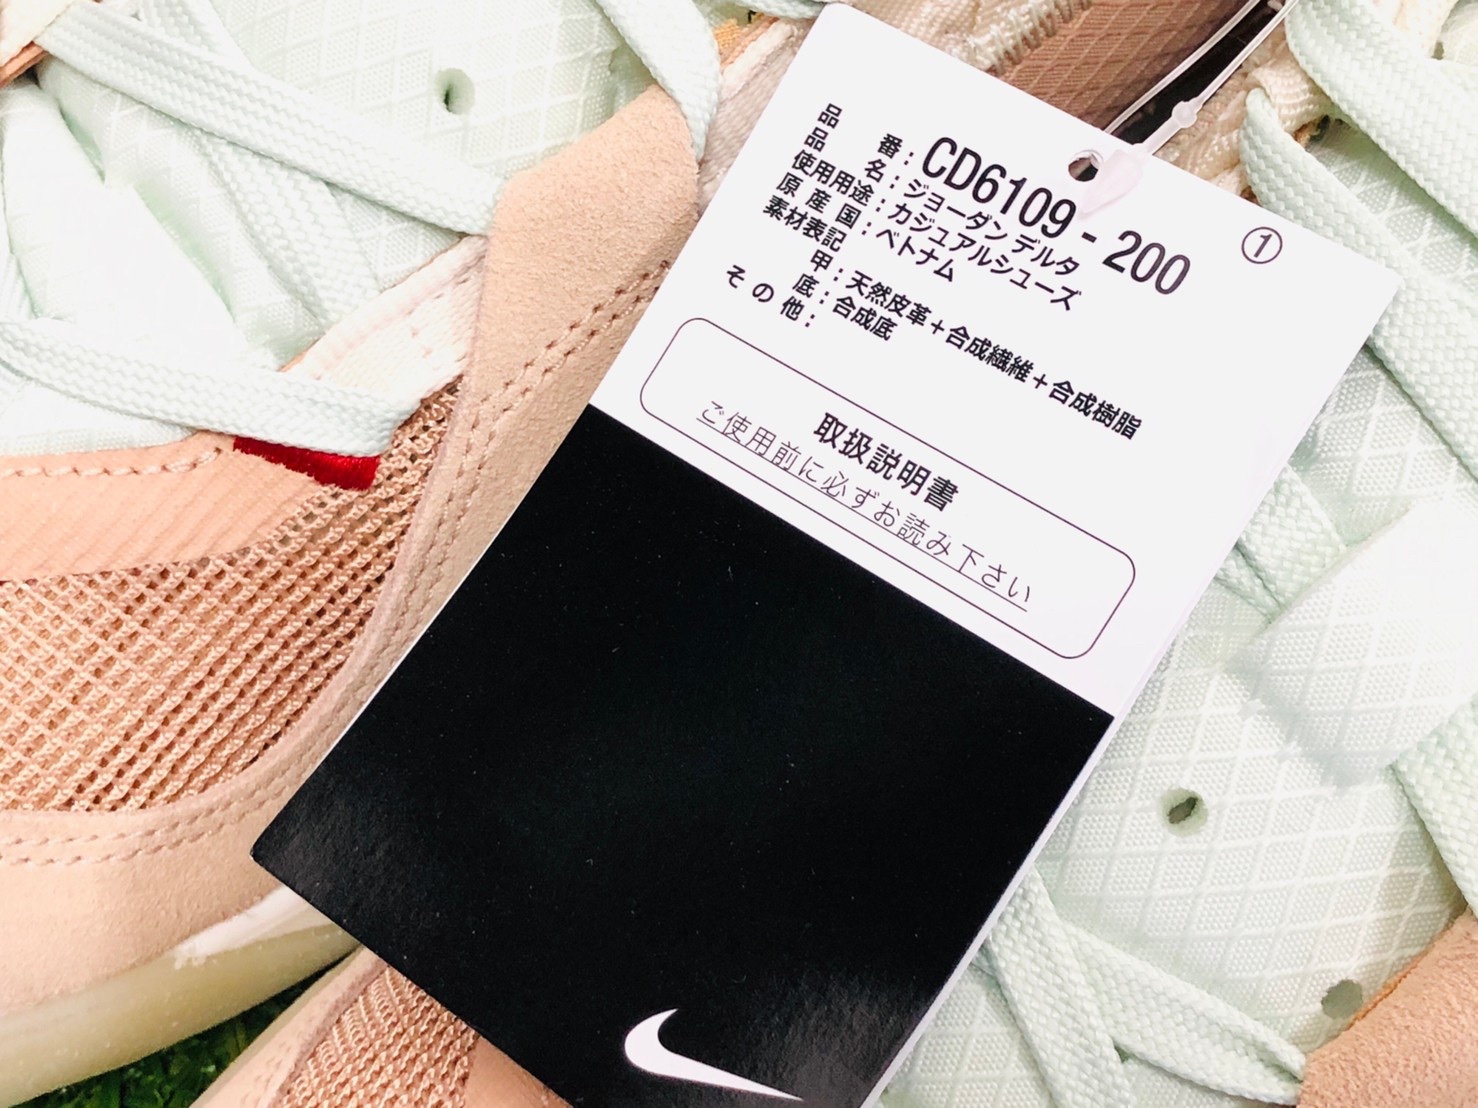 品番：CD6109 - 200
①
品名：ジョーダン デルタ
使用用途：カジュアルシューズ
原産国：ベトナム
素材表記
甲：天然皮革＋合成繊維＋合成樹脂
底：合成底
その他：
取扱説明書
ご使用前に必ずお読み下さい